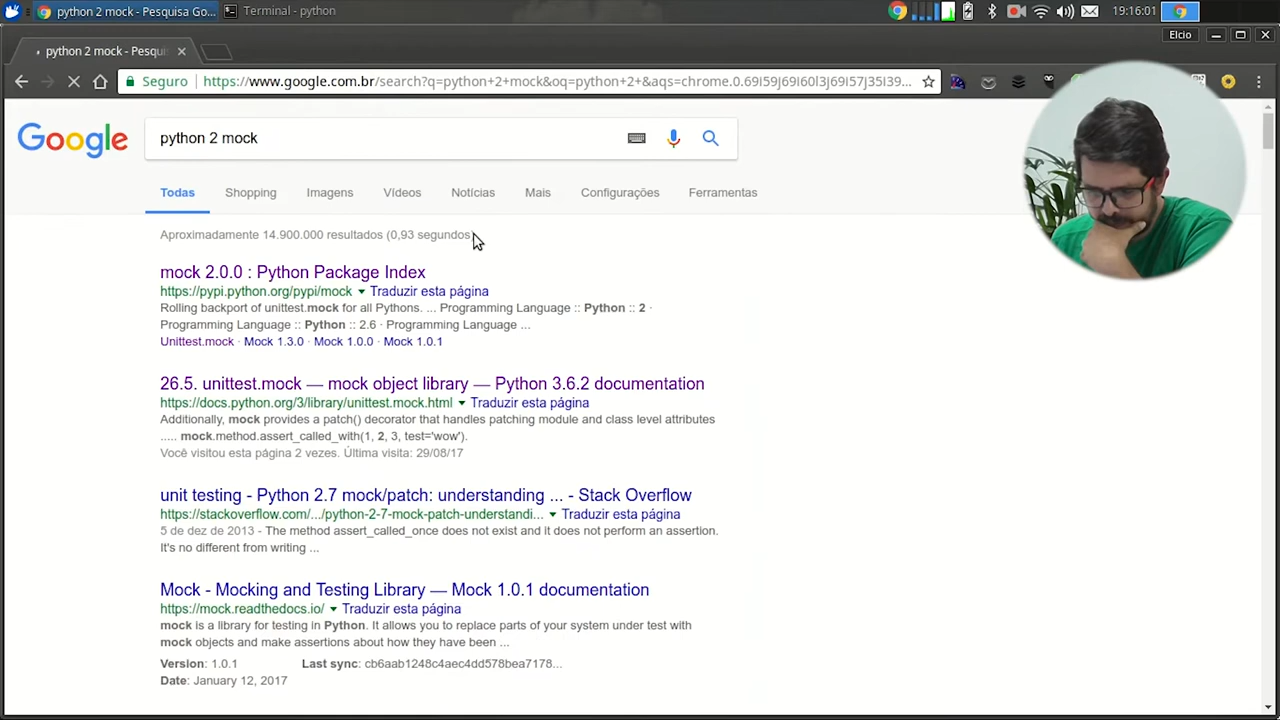 python 2 mock - Pesquisa Go...
Terminal - python
19:16:01
python 2 mock - Pesqui
Elcio
Seguro
https://www.google.com.br/search?q=python+2+mock&oq=python+2+&aqs=chrome.0.69i59j69i60l3j69i57j35i39...
Google
python 2 mock
Todas
Shopping
Imagens
Vídeos
Notícias
Mais
Configurações
Ferramentas
Aproximadamente 14.900.000 resultados (0,93 segundos)
mock 2.0.0 : Python Package Index
https://pypi.python.org/pypi/mock ▼ Traduzir esta página
Rolling backport of unittest.mock for all Pythons. ... Programming Language :: Python :: 2 ·
Programming Language :: Python :: 2.6 · Programming Language ...
Unittest.mock · Mock 1.3.0 · Mock 1.0.0 · Mock 1.0.1
26.5. unittest.mock — mock object library — Python 3.6.2 documentation
https://docs.python.org/3/library/unittest.mock.html ▼ Traduzir esta página
Additionally, mock provides a patch() decorator that handles patching module and class level attributes
..... mock.method.assert_called_with(1, 2, 3, test='wow').
Você visitou esta página 2 vezes. Última visita: 29/08/17
unit testing - Python 2.7 mock/patch: understanding ... - Stack Overflow
https://stackoverflow.com/.../python-2-7-mock-patch-understandi... ▼ Traduzir esta página
5 de dez de 2013 - The method assert_called_once does not exist and it does not perform an assertion.
It's no different from writing ...
Mock - Mocking and Testing Library — Mock 1.0.1 documentation
https://mock.readthedocs.io/ ▼ Traduzir esta página
mock is a library for testing in Python. It allows you to replace parts of your system under test with
mock objects and make assertions about how they have been ...
Version: 1.0.1
Last sync: cb6aab1248c4aec4dd578bea7178...
Date: January 12, 2017